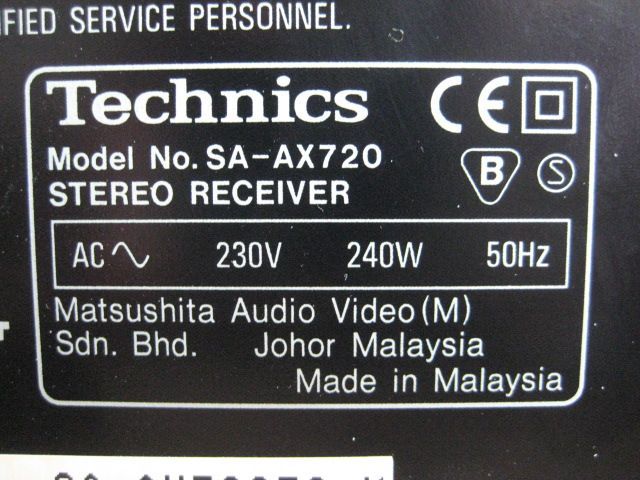 FIED SERVICE PERSONNEL.
Technics CE
Model No. SA-AX720 B S
STEREO RECEIVER
AC 230V 240W 50Hz
Matsushita Audio Video (M)
Sdn. Bhd. Johor Malaysia
Made in Malaysia